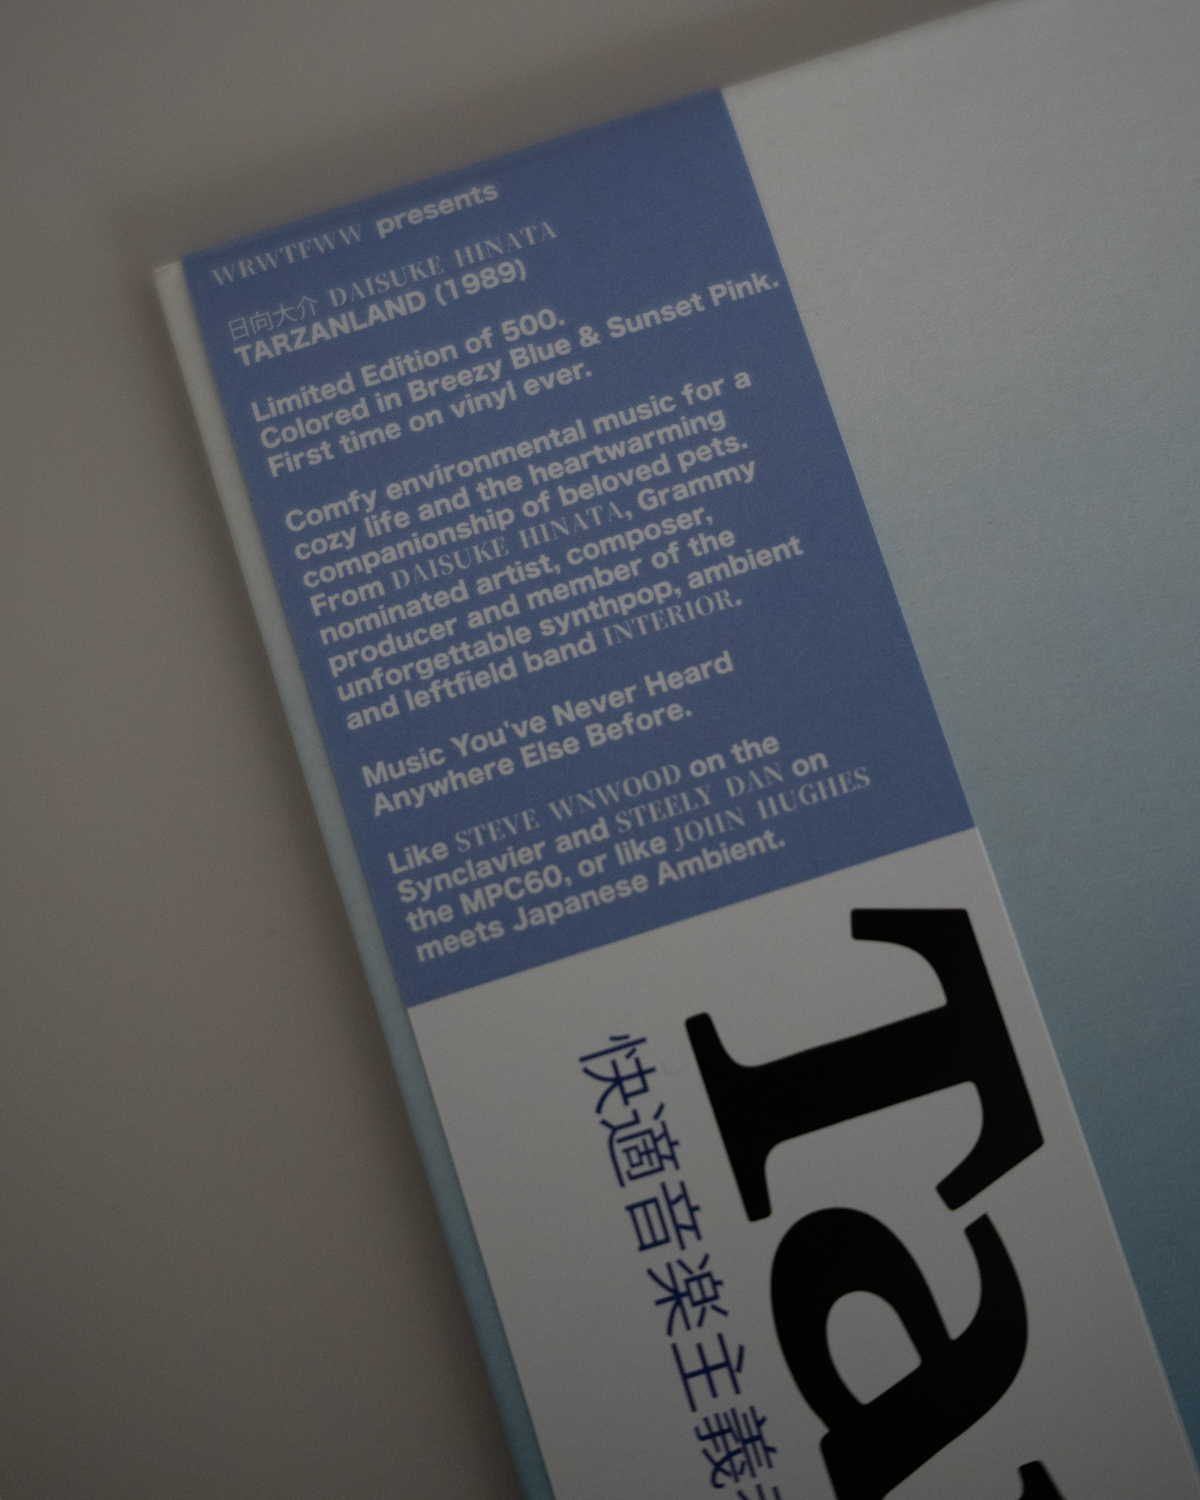 WRWTFWW presents
日向大介 DAISUKE HINATA
TARZANLAND (1989)
Limited Edition of 500.
Colored in Breezy Blue & Sunset Pink.
First time on vinyl ever.
Comfy environmental music for a
cozy life and the heartwarming
companionship of beloved pets.
From DAISUKE HINATA, Grammy
nominated artist, composer,
producer and member of the
unforgettable synthpop, ambient
and leftfield band INTERIOR.
Music You've Never Heard
Anywhere Else Before.
Like STEVE WNWOOD on the
Synclavier and STEELY DAN on
the MPC60, or like JOHN HUGHES
meets Japanese Ambient.
Ta
快適音楽主義